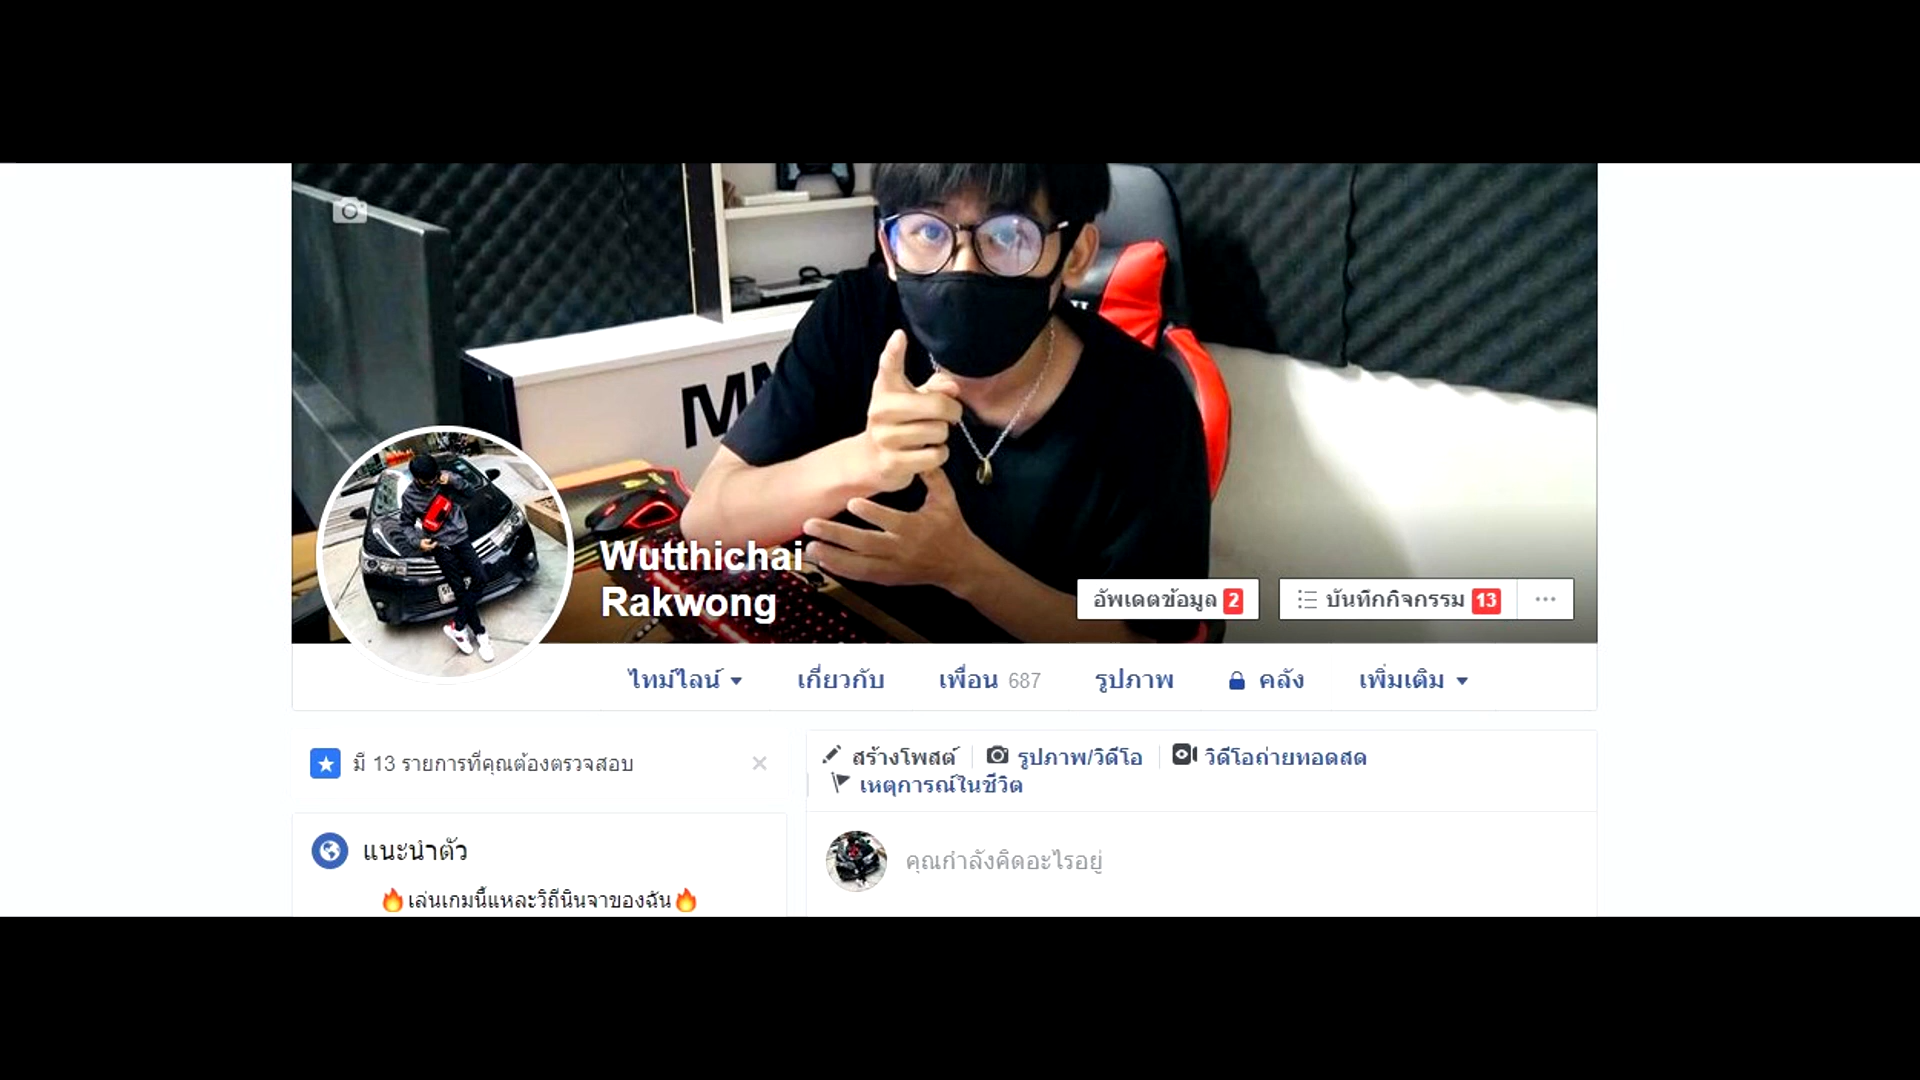 MM
Wutthichai
Rakwong
อัพเดตข้อมูล 2
บันทึกกิจกรรม 13 ...
ไทม์ไลน์
เกี่ยวกับ
เพื่อน 687
รูปภาพ
คลัง
เพิ่มเติม
มี 13 รายการที่คุณต้องตรวจสอบ
แนะนำตัว
🔥เล่นเกมนี้แหละวิถีนินจาของฉัน🔥
สร้างโพสต์
รูปภาพ/วิดีโอ
วิดีโอถ่ายทอดสด
เหตุการณ์ในชีวิต
คุณกำลังคิดอะไรอยู่